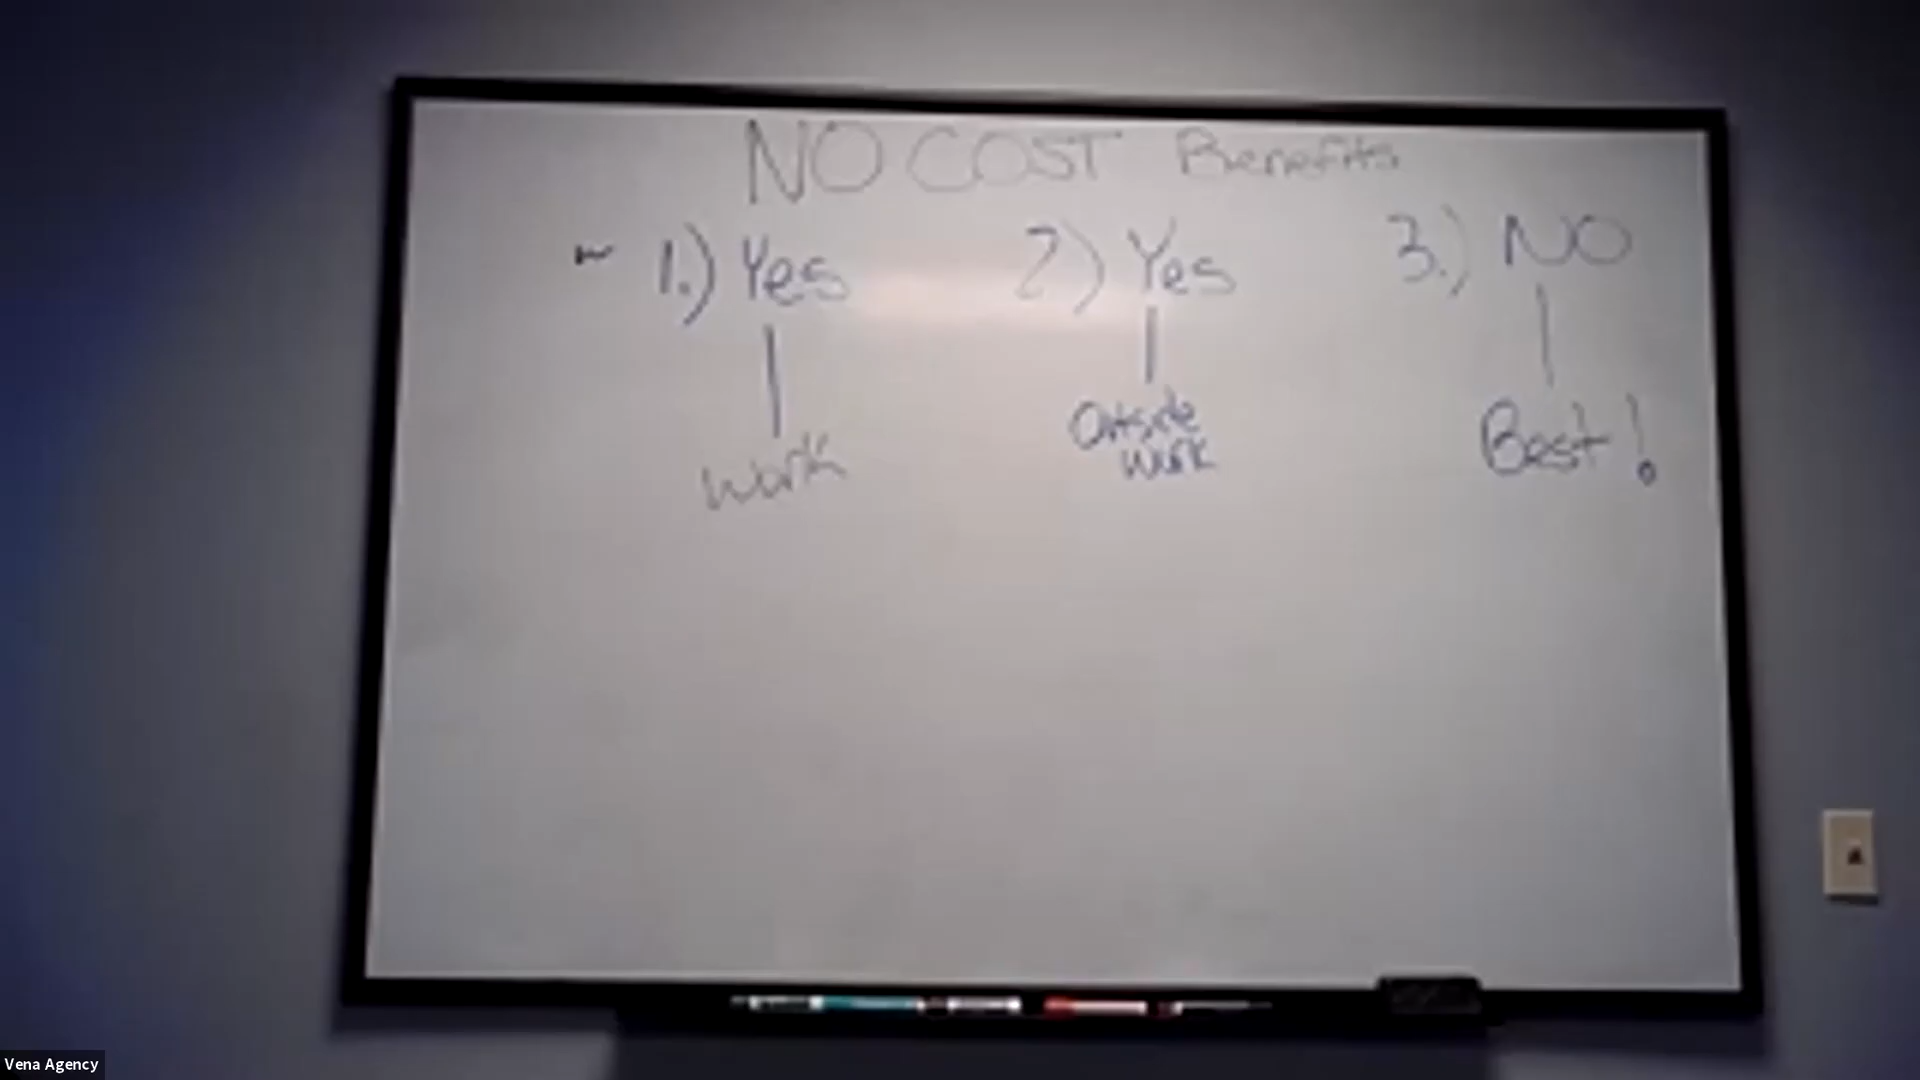 NO COST Benefits
1.) Yes 2) Yes 3.) NO
Work Outside Best!
Work
Vena Agency